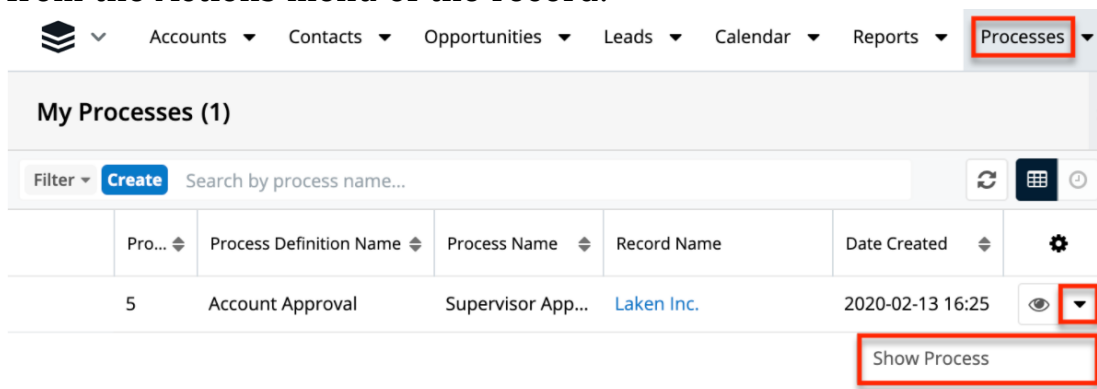 from the Actions menu of the record.
Accounts Contacts Opportunities Leads Calendar Reports Processes
My Processes (1)
Filter Create Search by process name...
Pro... Process Definition Name Process Name Record Name Date Created
5 Account Approval Supervisor App... Laken Inc. 2020-02-13 16:25
Show Process